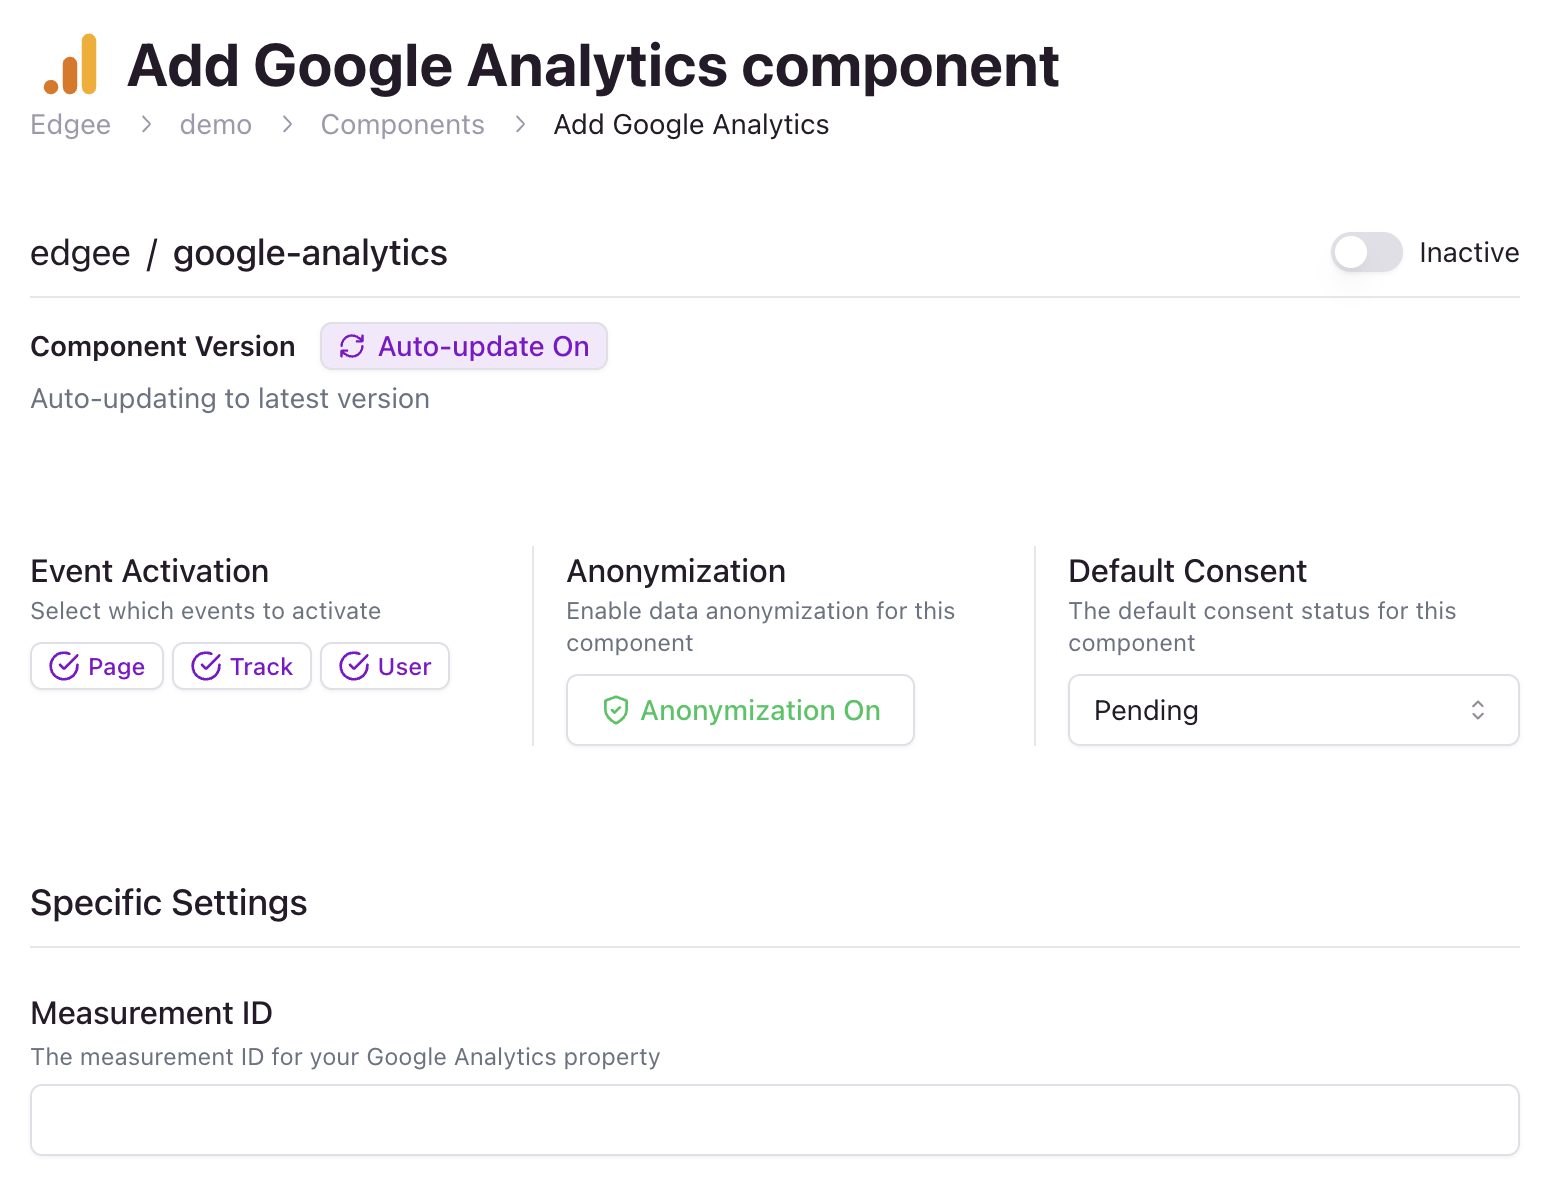 Add Google Analytics component
Edgee > demo > Components > Add Google Analytics
edgee / google-analytics
Inactive
Component Version
Auto-update On
Auto-updating to latest version
Event Activation
Select which events to activate
Page
Track
User
Anonymization
Enable data anonymization for this
component
Anonymization On
Default Consent
The default consent status for this
component
Pending
Specific Settings
Measurement ID
The measurement ID for your Google Analytics property